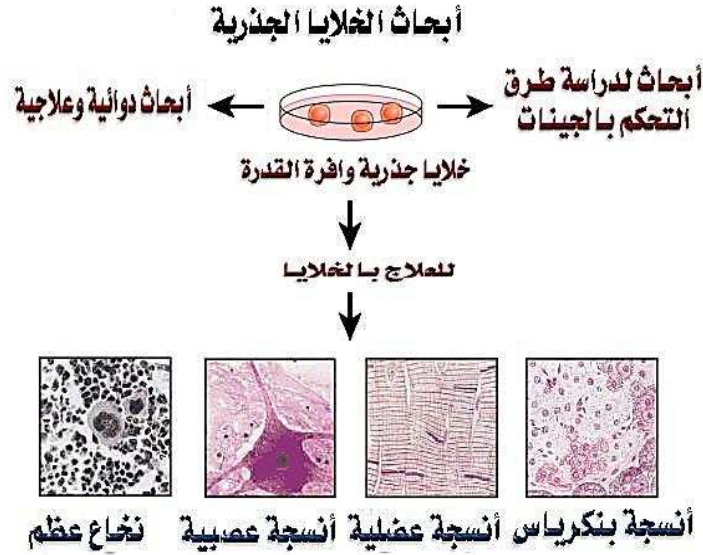 أبحاث الخلايا الجذرية
أبحاث لدراسة طرق
التحكم بالجينات
أبحاث دوائية وعلاجية
خلايا جذرية وافرة القدرة
للعلاج بالخلايا
أنسجة بنكرياس
أنسجة عضلية
أنسجة عصبية
نخاع عظم